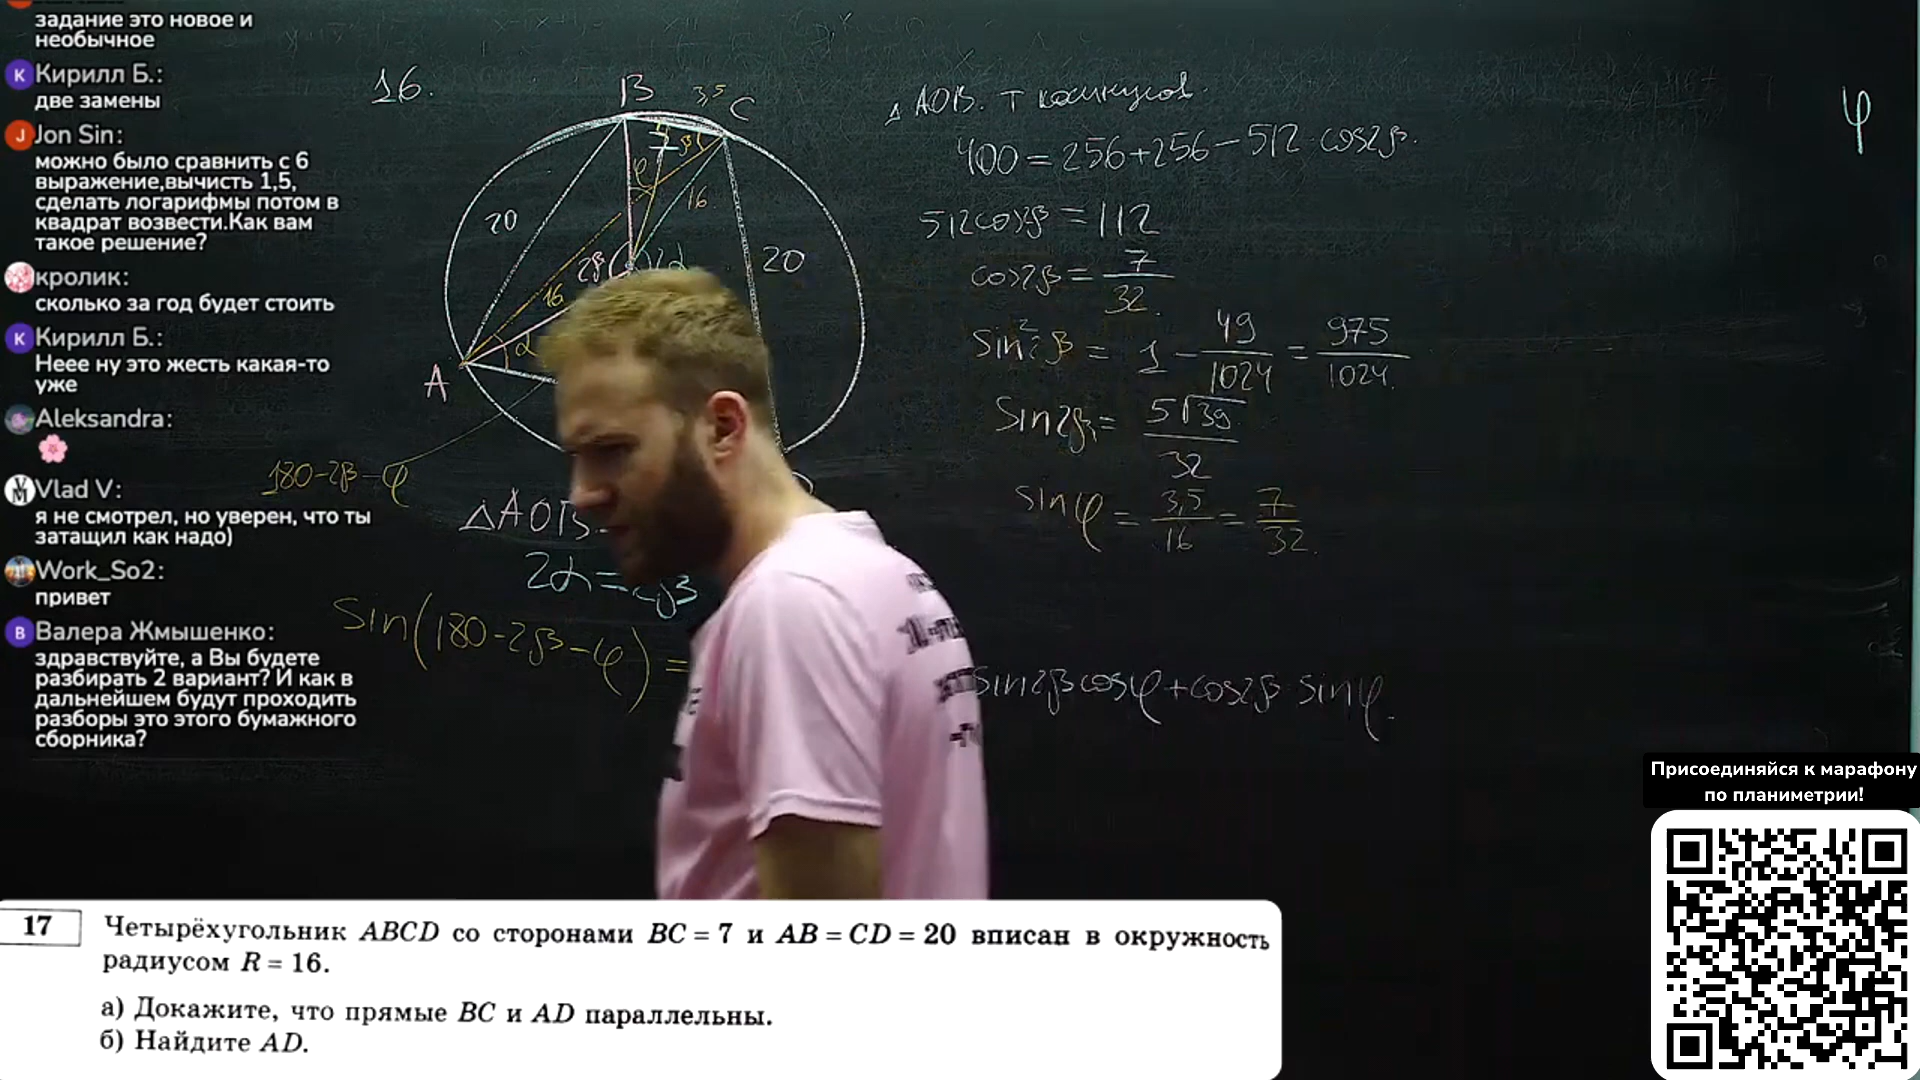 задание это новое и
необычное
К Кирилл Б.:
две замены
J Jon Sin:
можно было сравнить с 6
выражение,вычисть 1,5,
сделать логарифмы потом в
квадрат возвести.Как вам
такое решение?
кролик:
сколько за год будет стоить
К Кирилл Б.:
Неее ну это жесть какая-то
уже
Aleksandra:
🌸
Vlad V:
я не смотрел, но уверен, что ты
затащил как надо)
Work_So2:
привет
В Валера Жмышенко:
здравствуйте, а Вы будете
разбирать 2 вариант? И как в
дальнейшем будут проходить
разборы это этого бумажного
сборника?
16.
B
3,5
C
7
β
φ
20
16
2β
2α
20
16
α
A
180-2β-φ
△AOB
2α=
Sin(180-2β-φ) =
sin2βcosφ+cos2β·sinφ.
△AOB. т косинусов.
400=256+256-512·cos2β.
512cos2β=112
cos2β=7/32.
Sin²2β = 1 - 49/1024 = 975/1024.
Sin2β = 5√39/32
sinφ = 3,5/16 = 7/32.
φ
Присоединяйся к марафону
по планиметрии!
17 Четырёхугольник ABCD со сторонами BC = 7 и AB = CD = 20 вписан в окружность
радиусом R = 16.
а) Докажите, что прямые BC и AD параллельны.
б) Найдите AD.